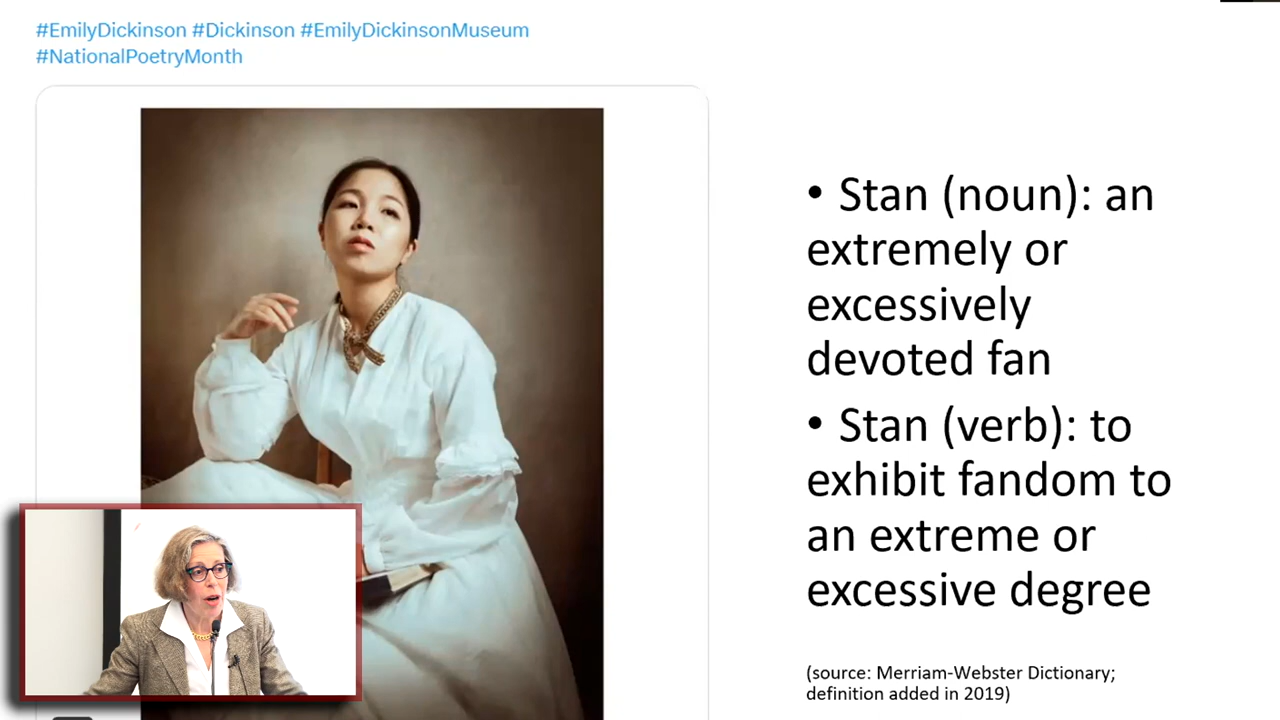 #EmilyDickinson #Dickinson #EmilyDickinsonMuseum
#NationalPoetryMonth
• Stan (noun): an
extremely or
excessively
devoted fan
• Stan (verb): to
exhibit fandom to
an extreme or
excessive degree
(source: Merriam-Webster Dictionary;
definition added in 2019)